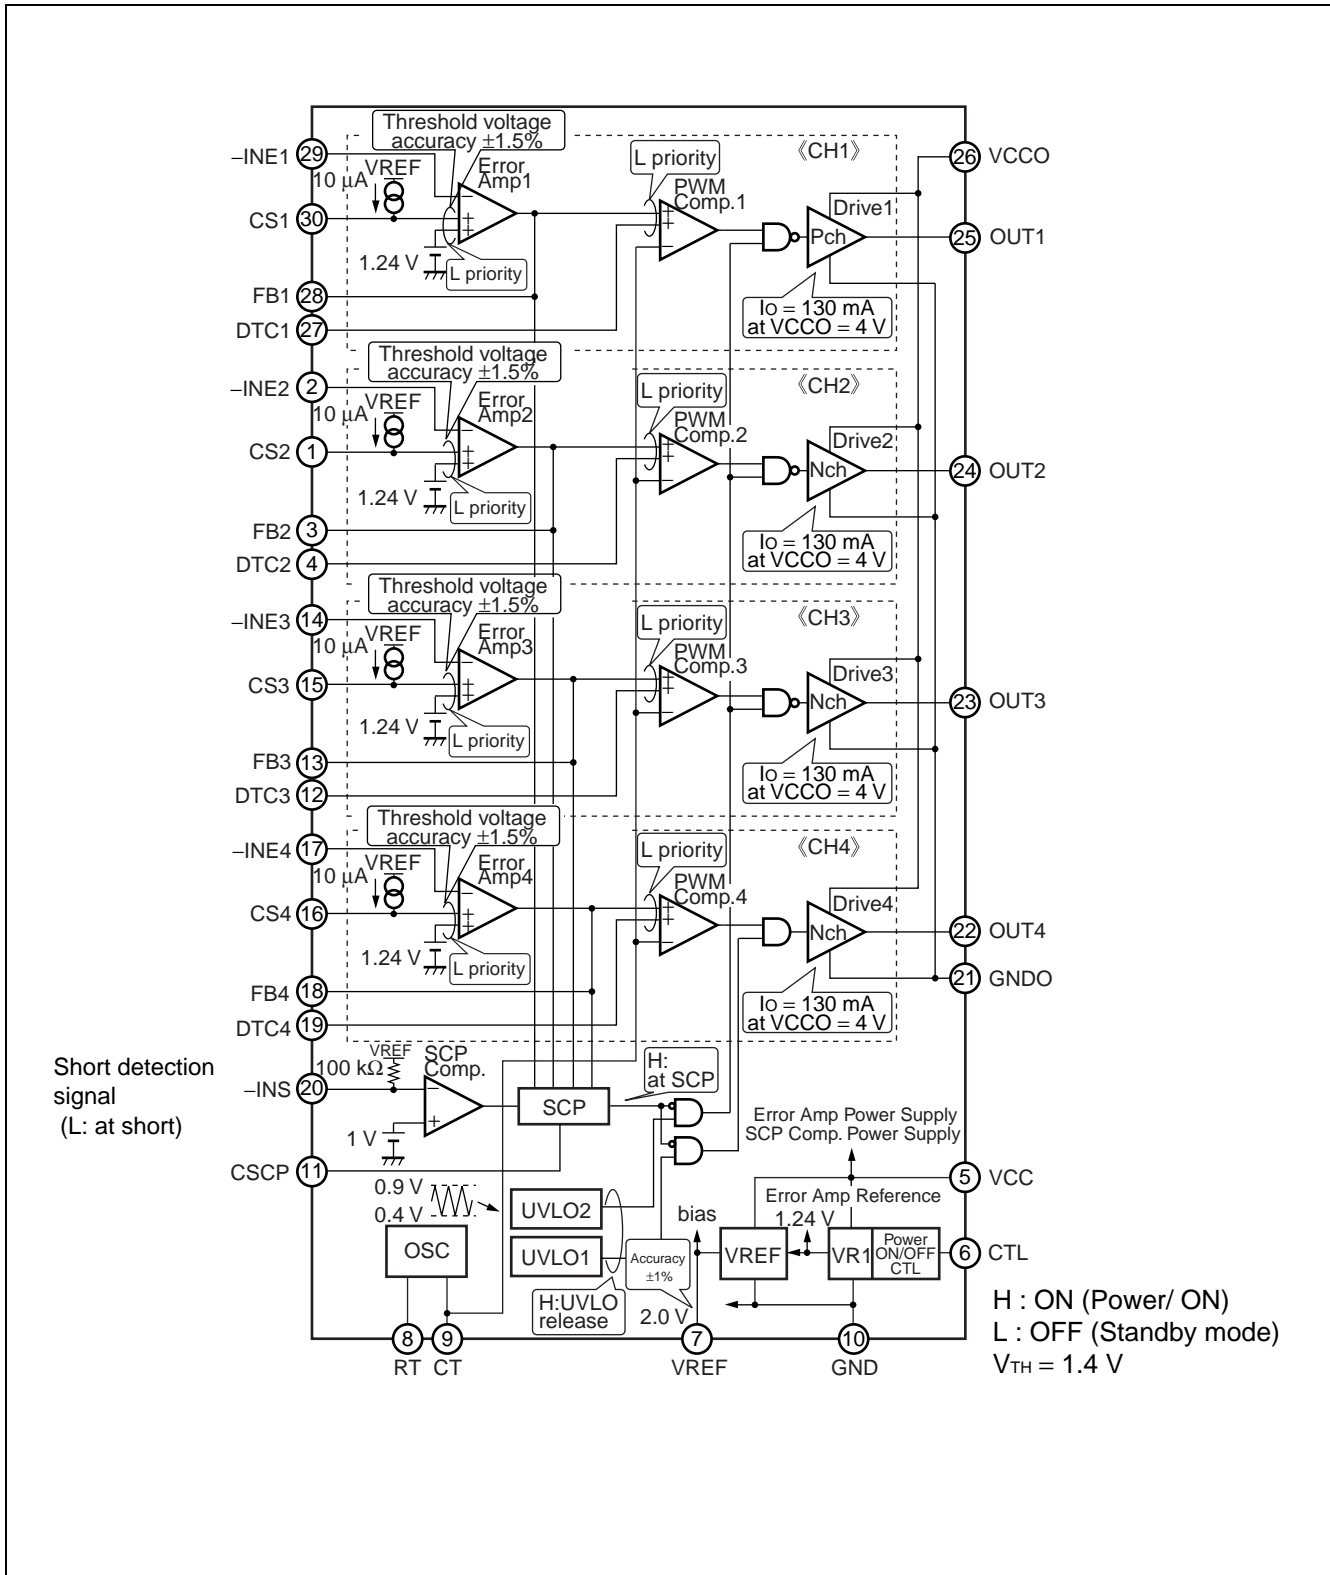 Threshold voltage
accuracy ±1.5%
L priority
《CH1》
–INE1 29
26 VCCO
VREF
10 µA
Error
Amp1
PWM
Comp.1
Drive1
CS1 30
Pch
25 OUT1
1.24 V
L priority
FB1 28
IO = 130 mA
at VCCO = 4 V
DTC1 27
Threshold voltage
accuracy ±1.5%
L priority
《CH2》
–INE2 2
VREF
10 µA
Error
Amp2
PWM
Comp.2
Drive2
CS2 1
Nch
24 OUT2
1.24 V
L priority
FB2 3
IO = 130 mA
at VCCO = 4 V
DTC2 4
Threshold voltage
accuracy ±1.5%
L priority
《CH3》
–INE3 14
VREF
10 µA
Error
Amp3
PWM
Comp.3
Drive3
CS3 15
Nch
23 OUT3
1.24 V
L priority
FB3 13
IO = 130 mA
at VCCO = 4 V
DTC3 12
Threshold voltage
accuracy ±1.5%
L priority
《CH4》
–INE4 17
VREF
10 µA
Error
Amp4
PWM
Comp.4
Drive4
CS4 16
Nch
22 OUT4
1.24 V
L priority
21 GNDO
FB4 18
IO = 130 mA
at VCCO = 4 V
DTC4 19
Short detection
signal
(L: at short)
VREF
100 kΩ
SCP
Comp.
H:
at SCP
–INS 20
SCP
1 V
Error Amp Power Supply
SCP Comp. Power Supply
CSCP 11
5 VCC
0.9 V
0.4 V
UVLO2
bias
Error Amp Reference
1.24 V
OSC
UVLO1
Accuracy
±1%
VREF
VR1
Power
ON/OFF
CTL
6 CTL
H:UVLO
release
2.0 V
H : ON (Power/ ON)
L : OFF (Standby mode)
VTH = 1.4 V
8 9 7 10
RT CT VREF GND